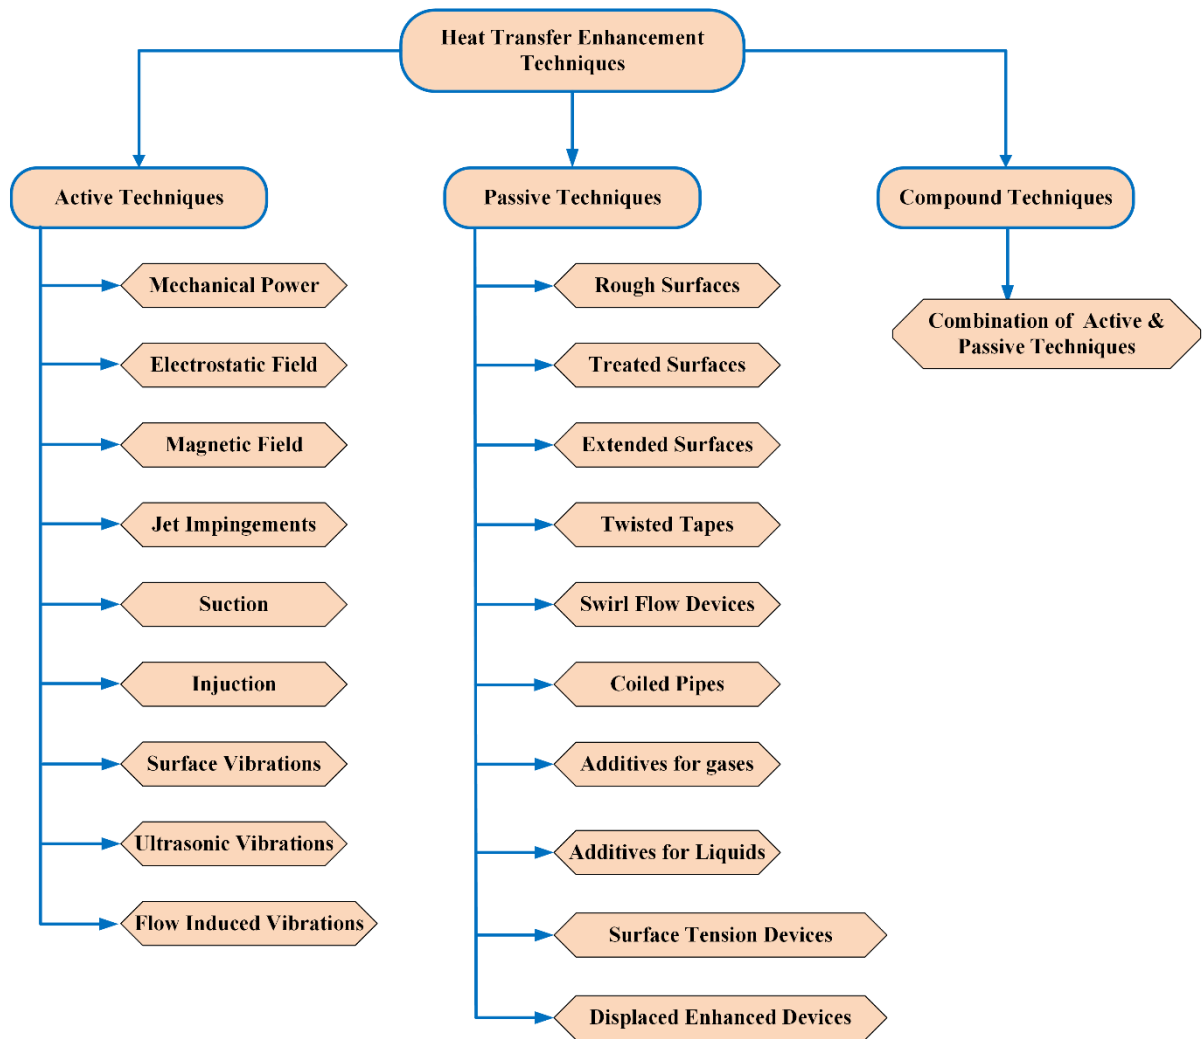 Heat Transfer Enhancement
Techniques
Active Techniques
Mechanical Power
Electrostatic Field
Magnetic Field
Jet Impingements
Suction
Injuction
Surface Vibrations
Ultrasonic Vibrations
Flow Induced Vibrations
Passive Techniques
Rough Surfaces
Treated Surfaces
Extended Surfaces
Twisted Tapes
Swirl Flow Devices
Coiled Pipes
Additives for gases
Additives for Liquids
Surface Tension Devices
Displaced Enhanced Devices
Compound Techniques
Combination of Active &
Passive Techniques